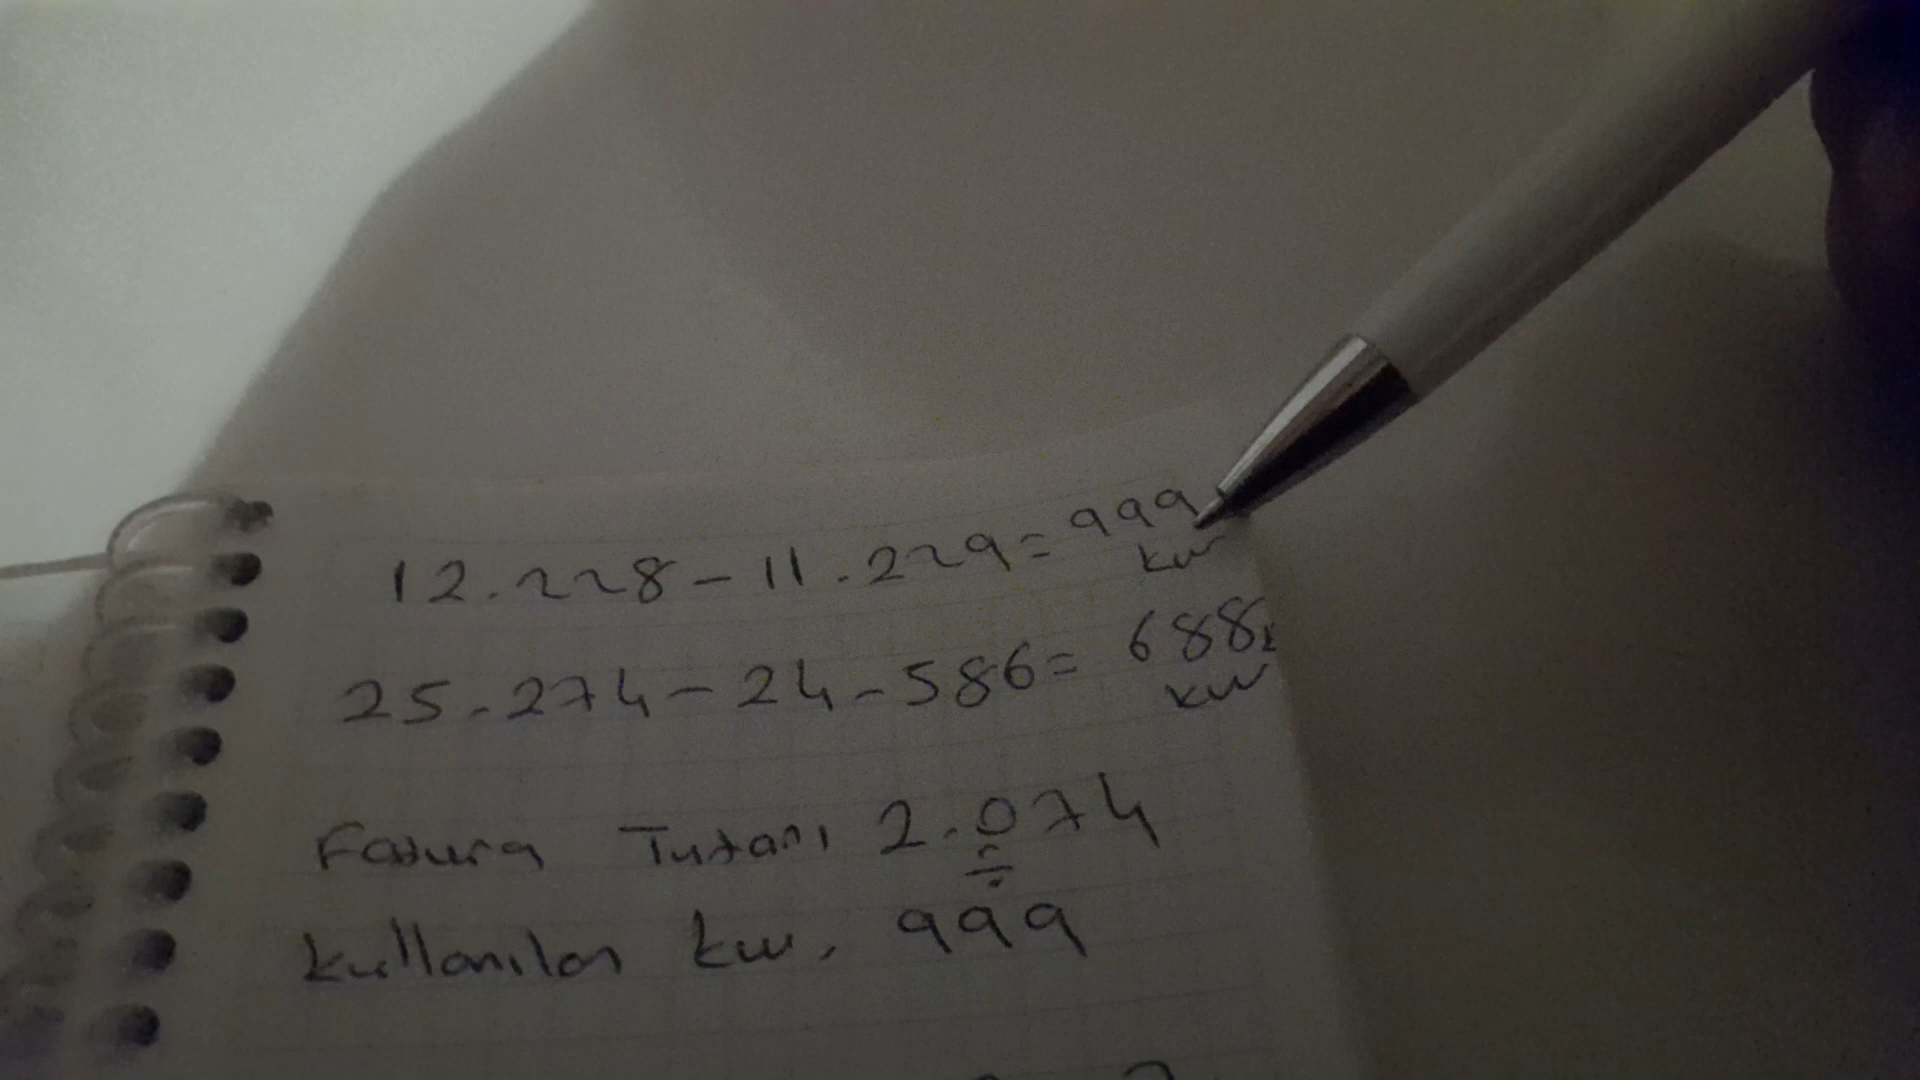 12.228 - 11.229 = 999
kw
25.274 - 24.586 = 688
kw
Fatura Tutarı 2.074
÷
kullanılan kw. 999